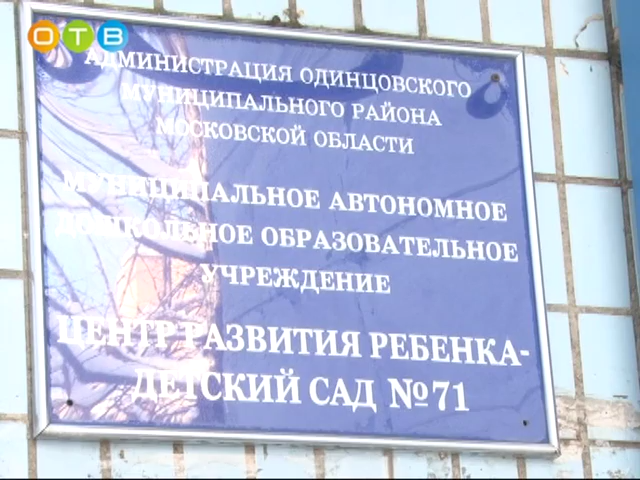 ОТВ
АДМИНИСТРАЦИЯ ОДИНЦОВСКОГО
МУНИЦИПАЛЬНОГО РАЙОНА
МОСКОВСКОЙ ОБЛАСТИ
МУНИЦИПАЛЬНОЕ АВТОНОМНОЕ
ДОШКОЛЬНОЕ ОБРАЗОВАТЕЛЬНОЕ
УЧРЕЖДЕНИЕ
ЦЕНТР РАЗВИТИЯ РЕБЕНКА-
ДЕТСКИЙ САД №71